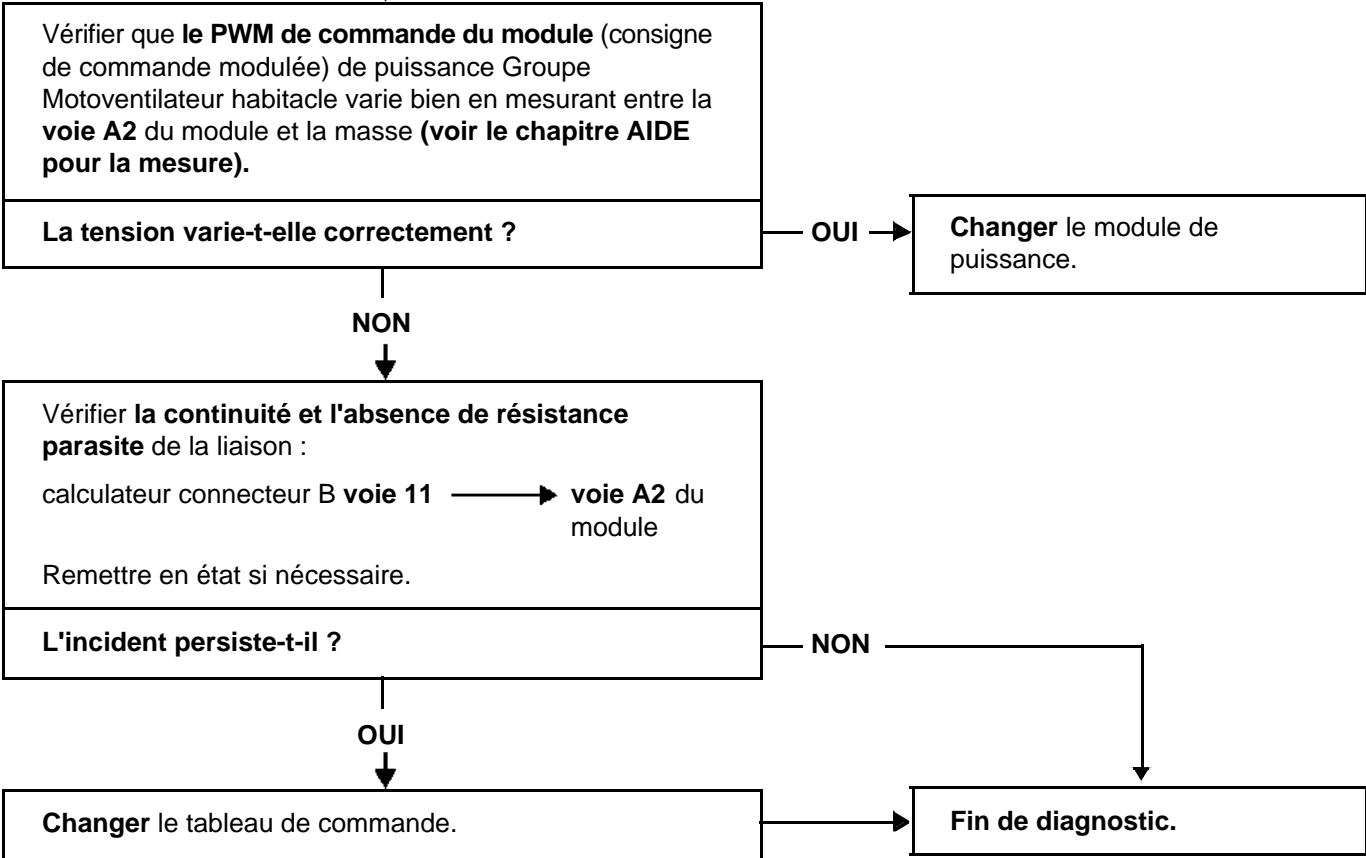 Vérifier que le PWM de commande du module (consigne
de commande modulée) de puissance Groupe
Motoventilateur habitacle varie bien en mesurant entre la
voie A2 du module et la masse (voir le chapitre AIDE
pour la mesure).
La tension varie-t-elle correctement ?
OUI
Changer le module de
puissance.
NON
Vérifier la continuité et l'absence de résistance
parasite de la liaison :
calculateur connecteur B voie 11
voie A2 du
module
Remettre en état si nécessaire.
L'incident persiste-t-il ?
NON
OUI
Changer le tableau de commande.
Fin de diagnostic.